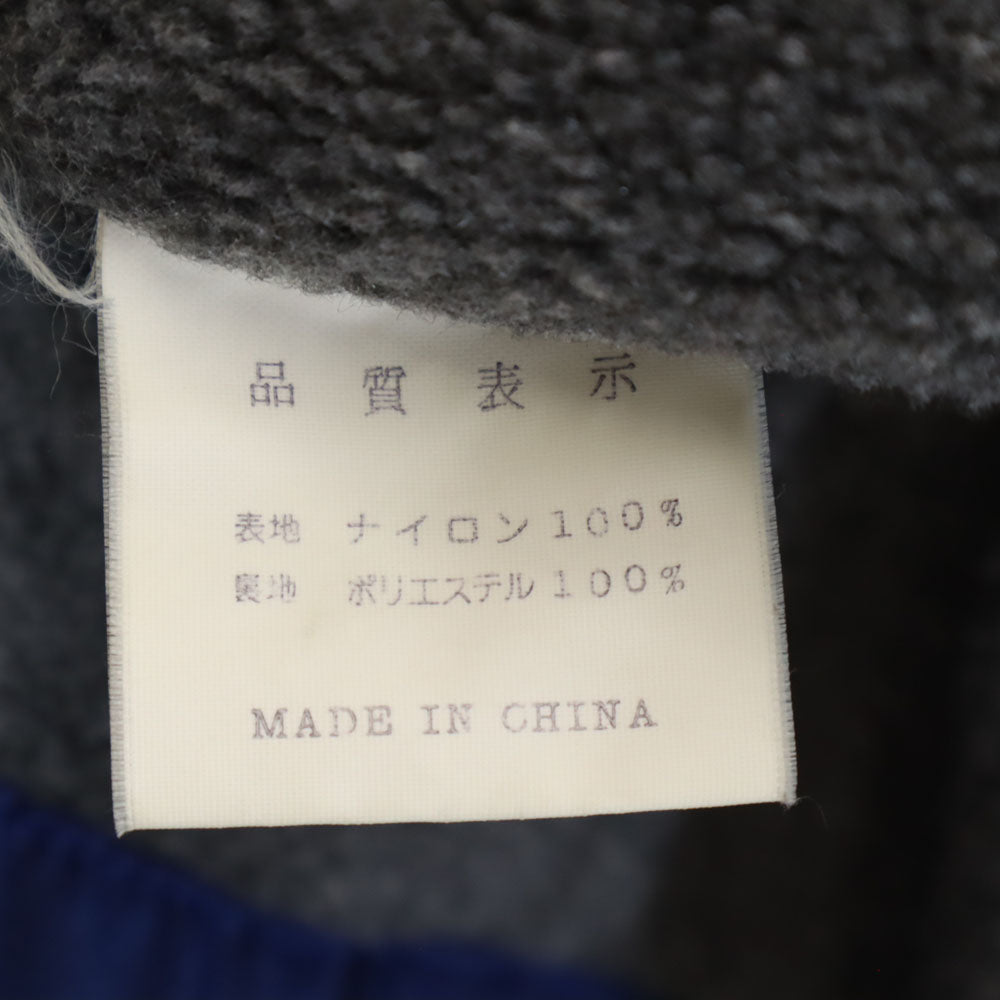 品質表示
表地 ナイロン100%
裏地 ポリエステル100%
MADE IN CHINA